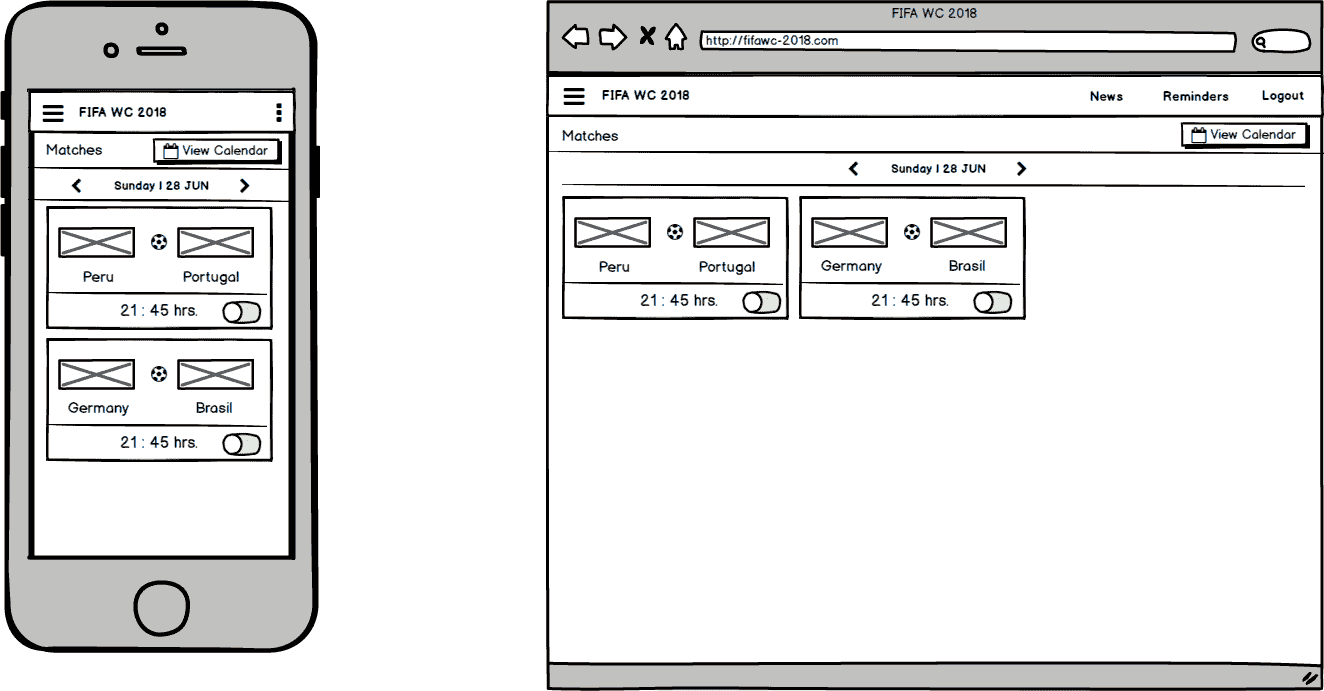 FIFA WC 2018
Matches
View Calendar
Sunday | 28 JUN
Peru Portugal
21 : 45 hrs.
Germany Brasil
21 : 45 hrs.
FIFA WC 2018
http://fifawc-2018.com
FIFA WC 2018 News Reminders Logout
Matches View Calendar
Sunday | 28 JUN
Peru Portugal
21 : 45 hrs.
Germany Brasil
21 : 45 hrs.